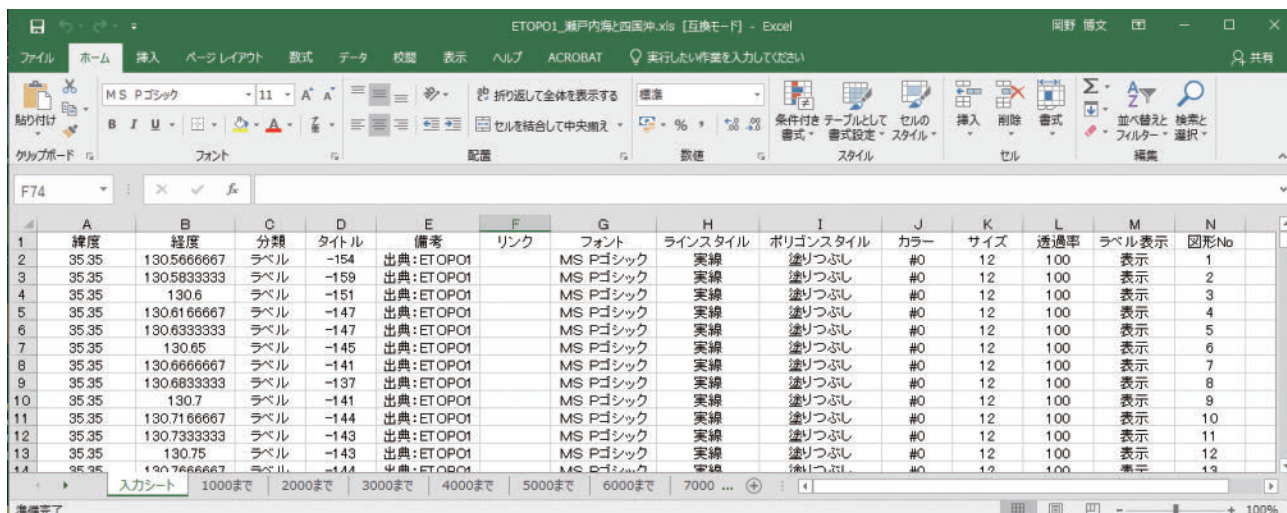 ETOPO1_瀬戸内海と四国沖.xls [互換モード] - Excel 岡野 博文
ファイル ホーム 挿入 ページ レイアウト 数式 データ 校閲 表示 ヘルプ ACROBAT 実行したい作業を入力してください 共有
貼り付け MS Pゴシック 11 A A 折り返して全体を表示する 標準 条件付き書式 テーブルとして書式設定 セルのスタイル 挿入 削除 書式 並べ替えとフィルター 検索と選択
B I U A セルを結合して中央揃え % ,
クリップボード フォント 配置 数値 スタイル セル 編集
F74 fx
A B C D E F G H I J K L M N
1 緯度 経度 分類 タイトル 備考 リンク フォント ラインスタイル ポリゴンスタイル カラー サイズ 透過率 ラベル表示 図形No
2 35.35 130.5666667 ラベル -154 出典:ETOPO1 MS Pゴシック 実線 塗りつぶし #0 12 100 表示 1
3 35.35 130.5833333 ラベル -159 出典:ETOPO1 MS Pゴシック 実線 塗りつぶし #0 12 100 表示 2
4 35.35 130.6 ラベル -151 出典:ETOPO1 MS Pゴシック 実線 塗りつぶし #0 12 100 表示 3
5 35.35 130.6166667 ラベル -147 出典:ETOPO1 MS Pゴシック 実線 塗りつぶし #0 12 100 表示 4
6 35.35 130.6333333 ラベル -147 出典:ETOPO1 MS Pゴシック 実線 塗りつぶし #0 12 100 表示 5
7 35.35 130.65 ラベル -145 出典:ETOPO1 MS Pゴシック 実線 塗りつぶし #0 12 100 表示 6
8 35.35 130.6666667 ラベル -141 出典:ETOPO1 MS Pゴシック 実線 塗りつぶし #0 12 100 表示 7
9 35.35 130.6833333 ラベル -137 出典:ETOPO1 MS Pゴシック 実線 塗りつぶし #0 12 100 表示 8
10 35.35 130.7 ラベル -141 出典:ETOPO1 MS Pゴシック 実線 塗りつぶし #0 12 100 表示 9
11 35.35 130.7166667 ラベル -144 出典:ETOPO1 MS Pゴシック 実線 塗りつぶし #0 12 100 表示 10
12 35.35 130.7333333 ラベル -143 出典:ETOPO1 MS Pゴシック 実線 塗りつぶし #0 12 100 表示 11
13 35.35 130.75 ラベル -143 出典:ETOPO1 MS Pゴシック 実線 塗りつぶし #0 12 100 表示 12
14 35.35 130.7666667 ラベル -144 出典:ETOPO1 MS Pゴシック 実線 塗りつぶし #0 12 100 表示 13
入力シート 1000まで 2000まで 3000まで 4000まで 5000まで 6000まで 7000 ...
準備完了 100%